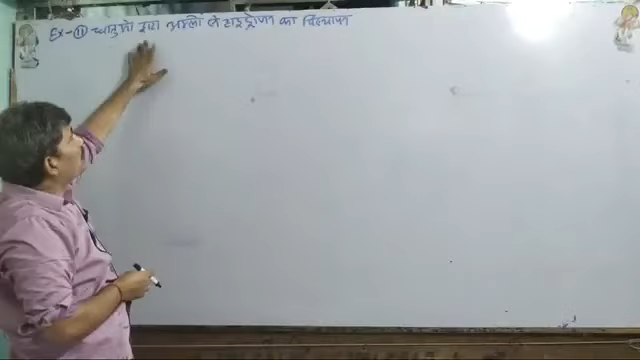 Ex-⑪ धातुओं द्वारा अम्लों से हाइड्रोजन का विस्थापन